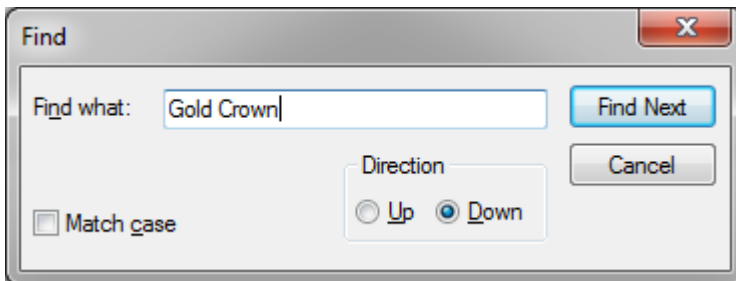 Find
Find what: Gold Crown Find Next
Direction Cancel
Match case Up Down